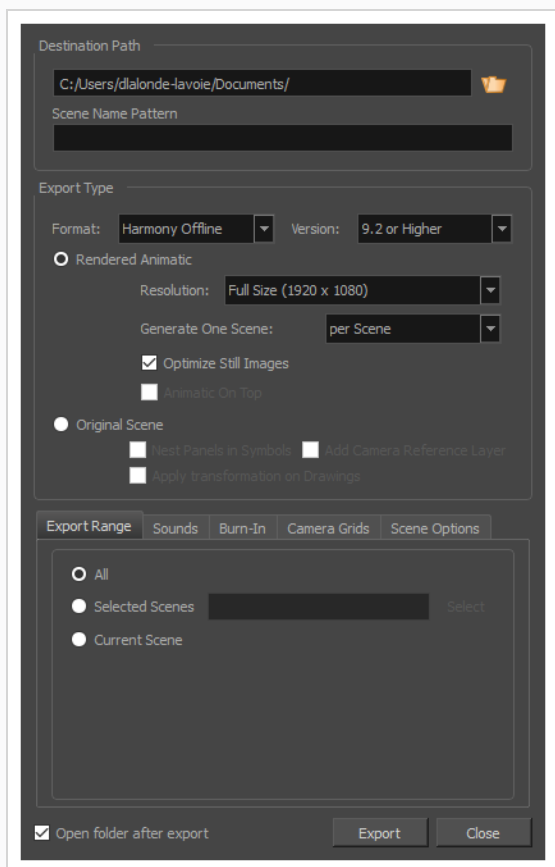 Destination Path
C:/Users/dlalonde-lavoie/Documents/
Scene Name Pattern
Export Type
Format: Harmony Offline Version: 9.2 or Higher
Rendered Animatic
Resolution: Full Size (1920 x 1080)
Generate One Scene: per Scene
Optimize Still Images
Animatic On Top
Original Scene
Nest Panels in Symbols Add Camera Reference Layer
Apply transformation on Drawings
Export Range Sounds Burn-In Camera Grids Scene Options
All
Selected Scenes Select
Current Scene
Open folder after export Export Close